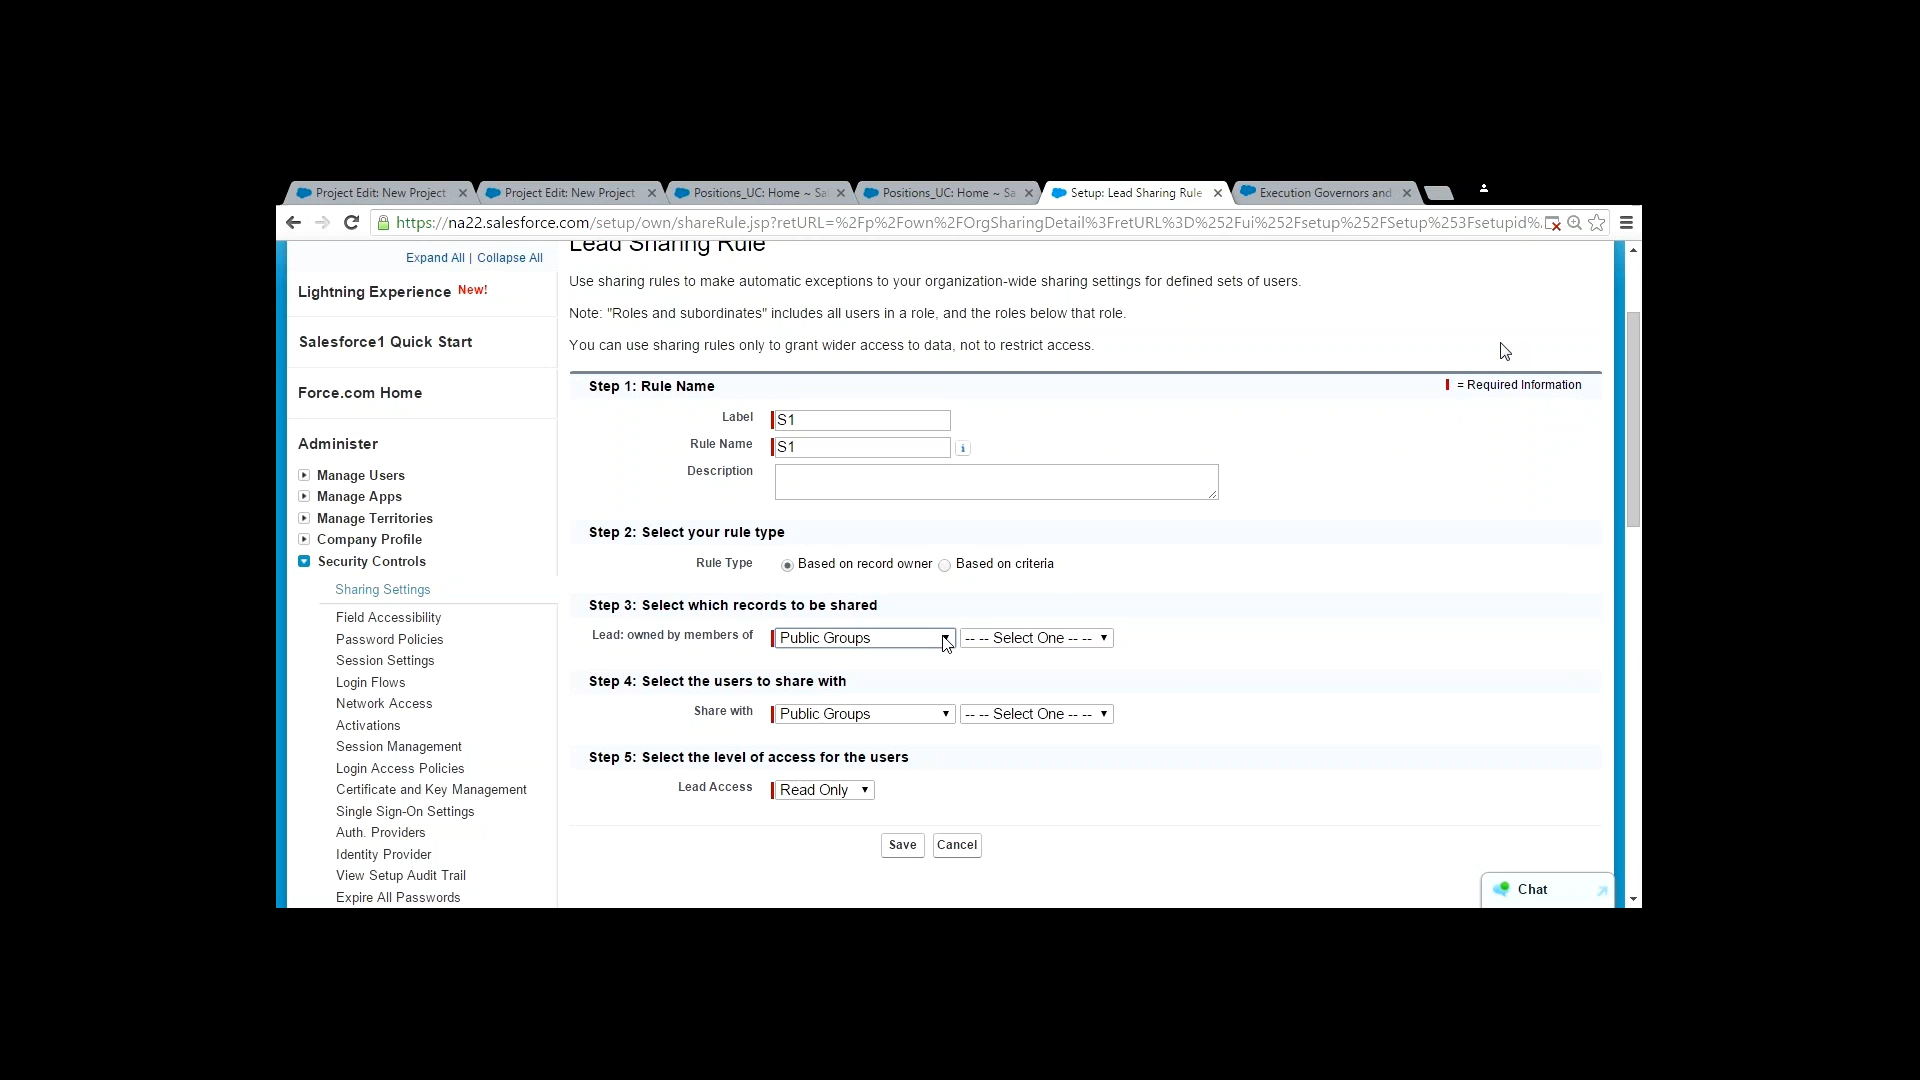 Project Edit: New Project
Project Edit: New Project
Positions_UC: Home ~ Sa
Positions_UC: Home ~ Sa
Setup: Lead Sharing Rule
Execution Governors and
https://na22.salesforce.com/setup/own/shareRule.jsp?retURL=%2Fp%2Fown%2FOrgSharingDetail%3FretURL%3D%252Fui%252Fsetup%252FSetup%253Fsetupid%
Expand All | Collapse All
Lightning Experience New!
Salesforce1 Quick Start
Force.com Home
Administer
Manage Users
Manage Apps
Manage Territories
Company Profile
Security Controls
Sharing Settings
Field Accessibility
Password Policies
Session Settings
Login Flows
Network Access
Activations
Session Management
Login Access Policies
Certificate and Key Management
Single Sign-On Settings
Auth. Providers
Identity Provider
View Setup Audit Trail
Expire All Passwords
Lead Sharing Rule
Use sharing rules to make automatic exceptions to your organization-wide sharing settings for defined sets of users.
Note: "Roles and subordinates" includes all users in a role, and the roles below that role.
You can use sharing rules only to grant wider access to data, not to restrict access.
Step 1: Rule Name
= Required Information
Label S1
Rule Name S1 i
Description
Step 2: Select your rule type
Rule Type Based on record owner Based on criteria
Step 3: Select which records to be shared
Lead: owned by members of Public Groups -- -- Select One -- --
Step 4: Select the users to share with
Share with Public Groups -- -- Select One -- --
Step 5: Select the level of access for the users
Lead Access Read Only
Save Cancel
Chat